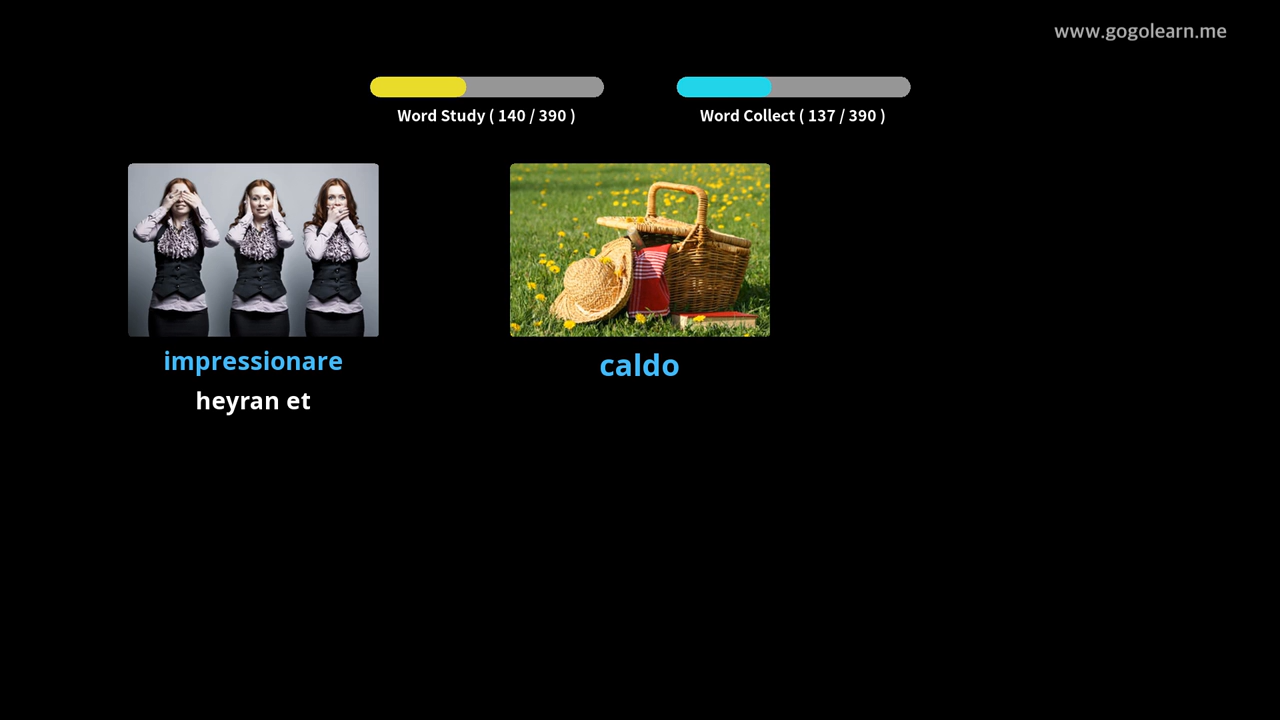 www.gogolearn.me
Word Study ( 140 / 390 )
Word Collect ( 137 / 390 )
impressionare
heyran et
caldo